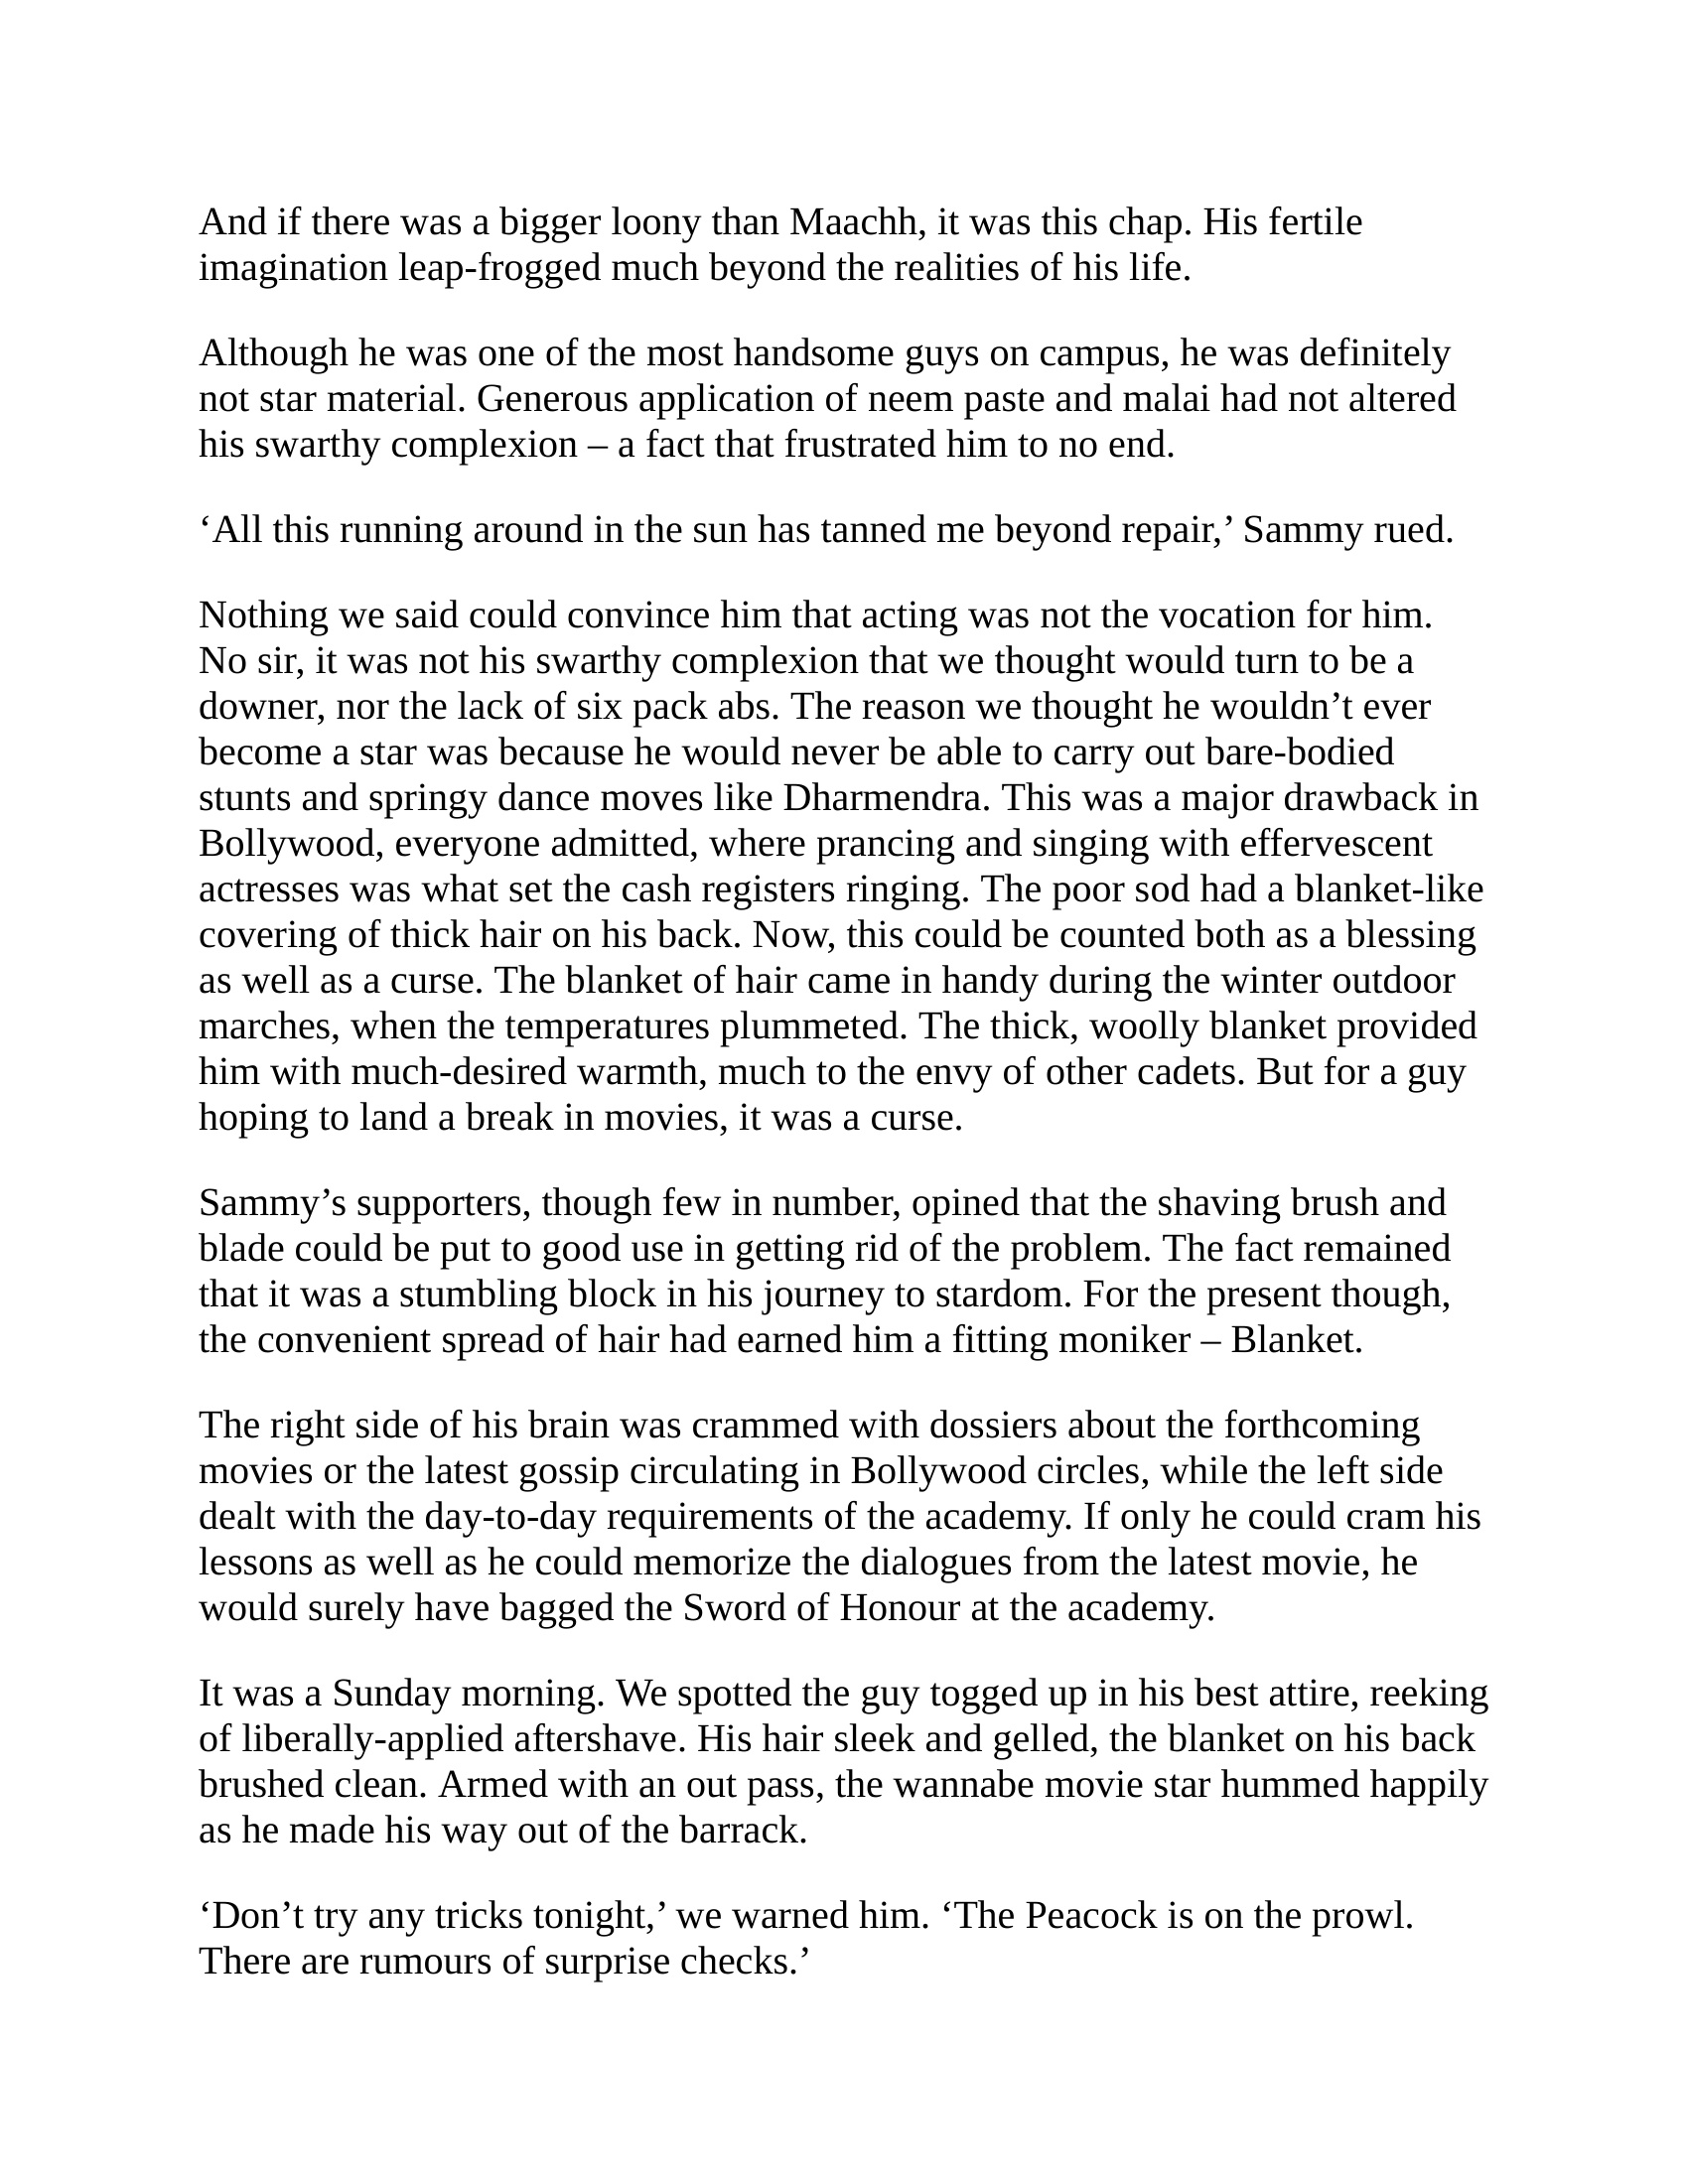 And if there was a bigger loony than Maachh, it was this chap. His fertile
imagination leap-frogged much beyond the realities of his life.
Although he was one of the most handsome guys on campus, he was definitely
not star material. Generous application of neem paste and malai had not altered
his swarthy complexion – a fact that frustrated him to no end.
‘All this running around in the sun has tanned me beyond repair,’ Sammy rued.
Nothing we said could convince him that acting was not the vocation for him.
No sir, it was not his swarthy complexion that we thought would turn to be a
downer, nor the lack of six pack abs. The reason we thought he wouldn’t ever
become a star was because he would never be able to carry out bare-bodied
stunts and springy dance moves like Dharmendra. This was a major drawback in
Bollywood, everyone admitted, where prancing and singing with effervescent
actresses was what set the cash registers ringing. The poor sod had a blanket-like
covering of thick hair on his back. Now, this could be counted both as a blessing
as well as a curse. The blanket of hair came in handy during the winter outdoor
marches, when the temperatures plummeted. The thick, woolly blanket provided
him with much-desired warmth, much to the envy of other cadets. But for a guy
hoping to land a break in movies, it was a curse.
Sammy’s supporters, though few in number, opined that the shaving brush and
blade could be put to good use in getting rid of the problem. The fact remained
that it was a stumbling block in his journey to stardom. For the present though,
the convenient spread of hair had earned him a fitting moniker – Blanket.
The right side of his brain was crammed with dossiers about the forthcoming
movies or the latest gossip circulating in Bollywood circles, while the left side
dealt with the day-to-day requirements of the academy. If only he could cram his
lessons as well as he could memorize the dialogues from the latest movie, he
would surely have bagged the Sword of Honour at the academy.
It was a Sunday morning. We spotted the guy togged up in his best attire, reeking
of liberally-applied aftershave. His hair sleek and gelled, the blanket on his back
brushed clean. Armed with an out pass, the wannabe movie star hummed happily
as he made his way out of the barrack.
‘Don’t try any tricks tonight,’ we warned him. ‘The Peacock is on the prowl.
There are rumours of surprise checks.’